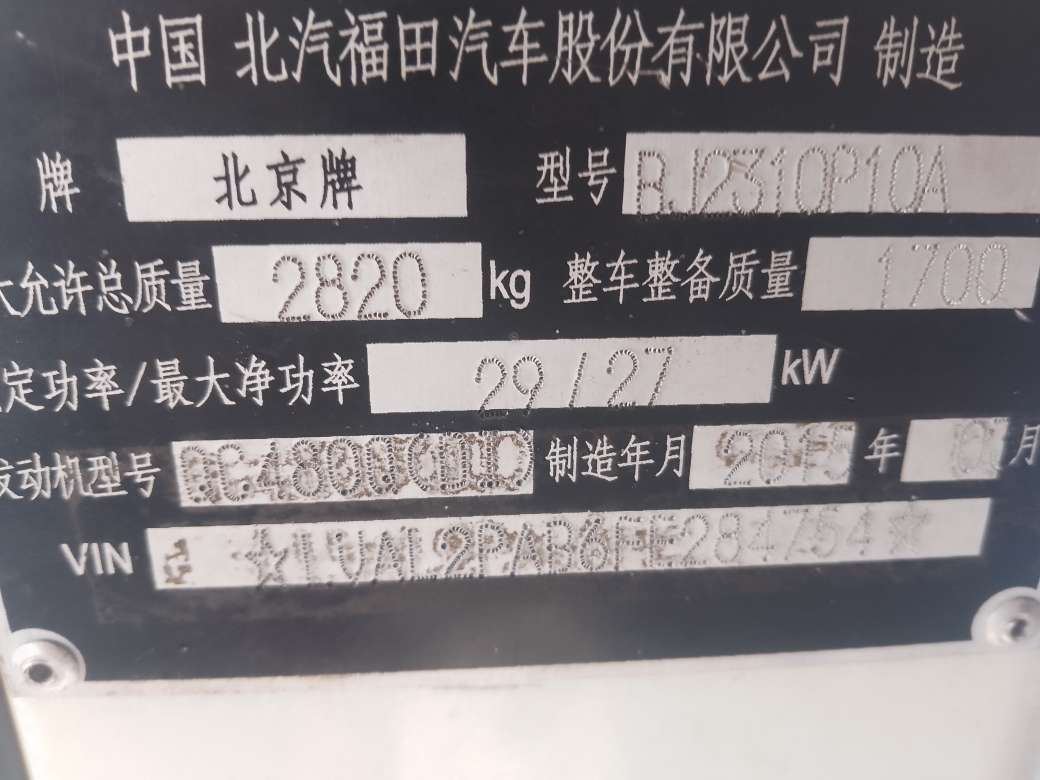 中国 北汽福田汽车股份有限公司 制造
牌 北京牌 型号 BJ2310P10A
大允许总质量 2820 kg 整车整备质量 1700
定功率/最大净功率 29/27 kW
发动机型号 制造年月 年 月
VIN